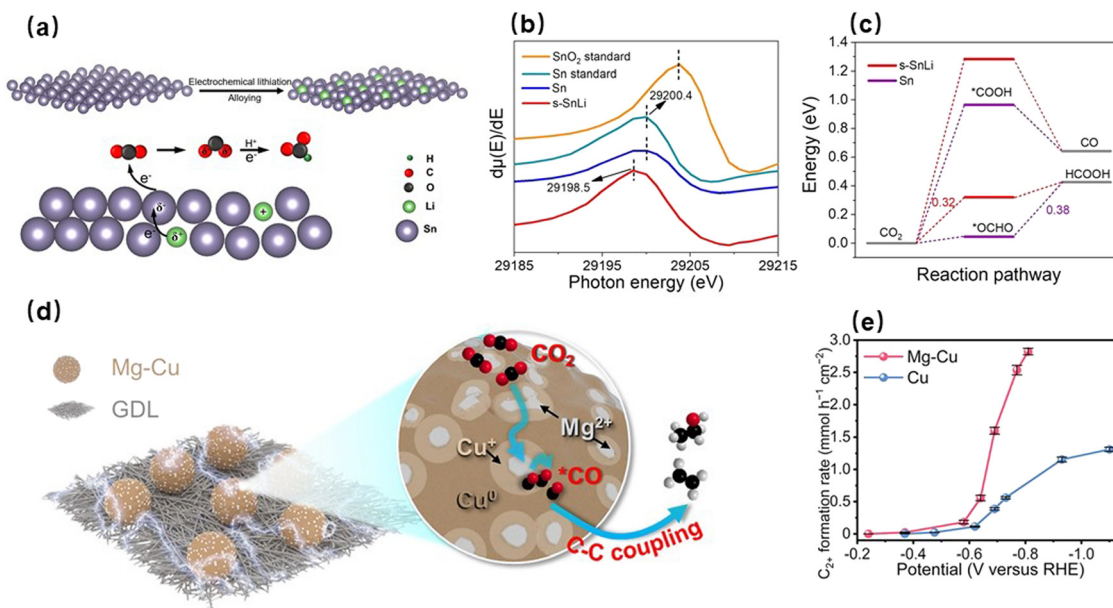 (a)
Electrochemical lithiation
Alloying
H⁺
e⁻
δ⁻ δ⁻
e⁻
δ⁻
e⁻
δ⁺
+
H
C
O
Li
Sn
(b)
SnO₂ standard
Sn standard
Sn
s-SnLi
29200.4
29198.5
dμ(E)/dE
29185 29195 29205 29215
Photon energy (eV)
(c)
s-SnLi
Sn
*COOH
CO
HCOOH
0.32
0.38
CO₂
*OCHO
Energy (eV)
1.2
1.0
0.8
0.6
0.4
0.2
0.0
Reaction pathway
(d)
Mg-Cu
GDL
CO₂
Mg²⁺
Cu⁺
*CO
Cu⁰
C-C coupling
(e)
Mg-Cu
Cu
C₂₊ formation rate (mmol h⁻¹ cm⁻²)
3.0
2.5
2.0
1.5
1.0
0.5
0
-0.2 -0.4 -0.6 -0.8 -1.0
Potential (V versus RHE)